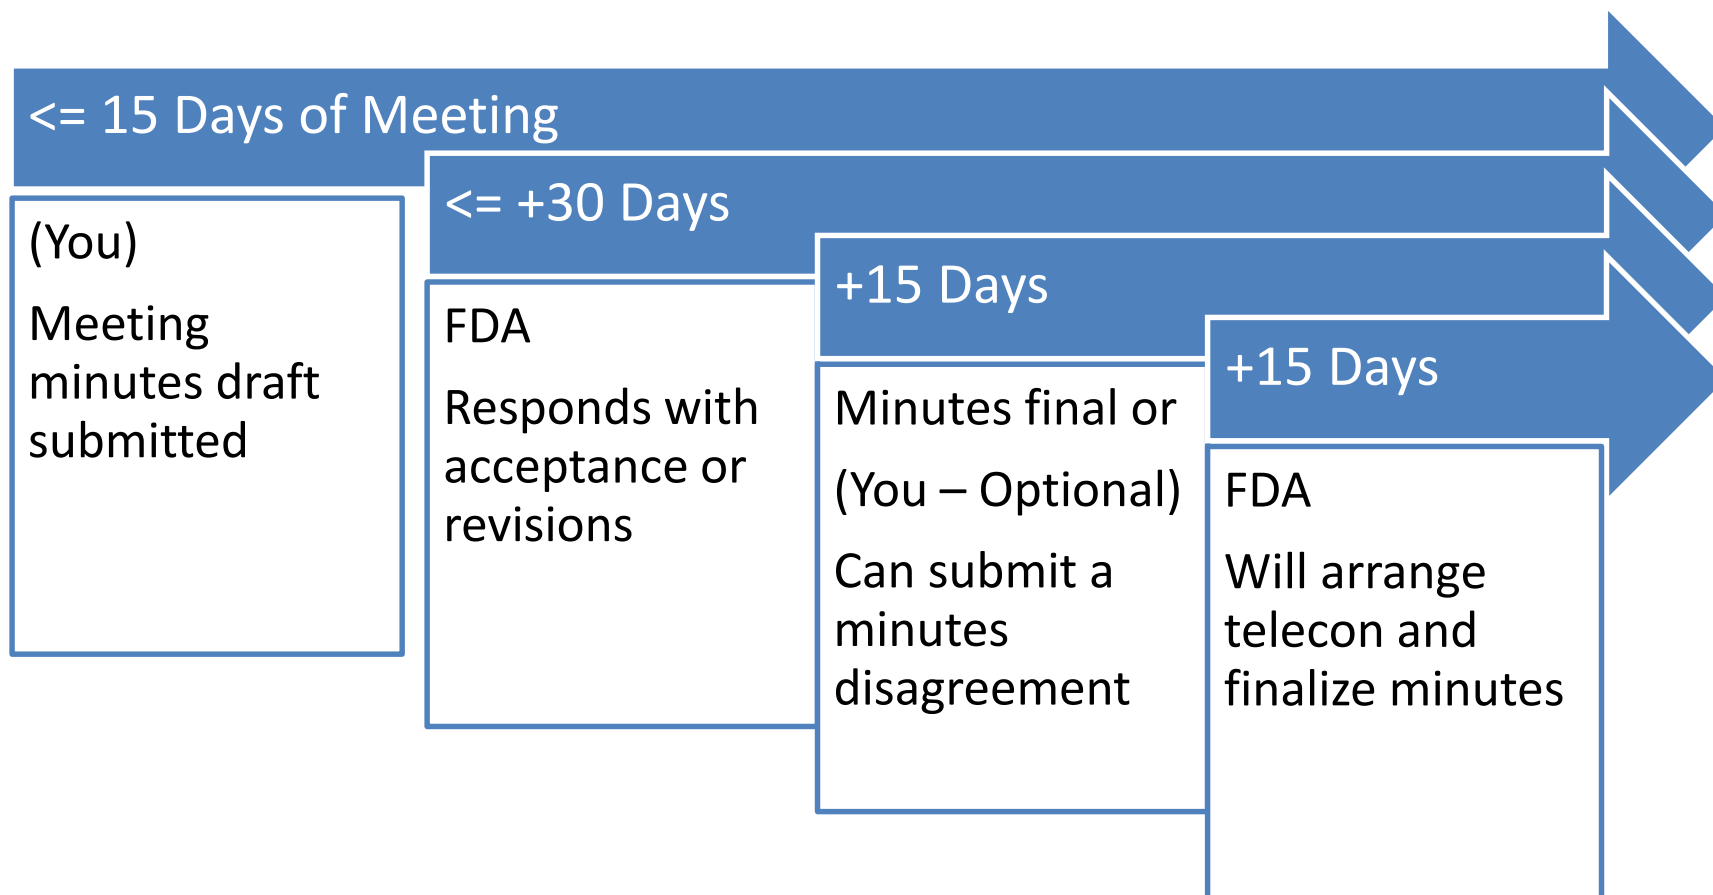 <= 15 Days of Meeting
(You)
Meeting
minutes draft
submitted
<= +30 Days
FDA
Responds with
acceptance or
revisions
+15 Days
Minutes final or
(You – Optional)
Can submit a
minutes
disagreement
+15 Days
FDA
Will arrange
telecon and
finalize minutes